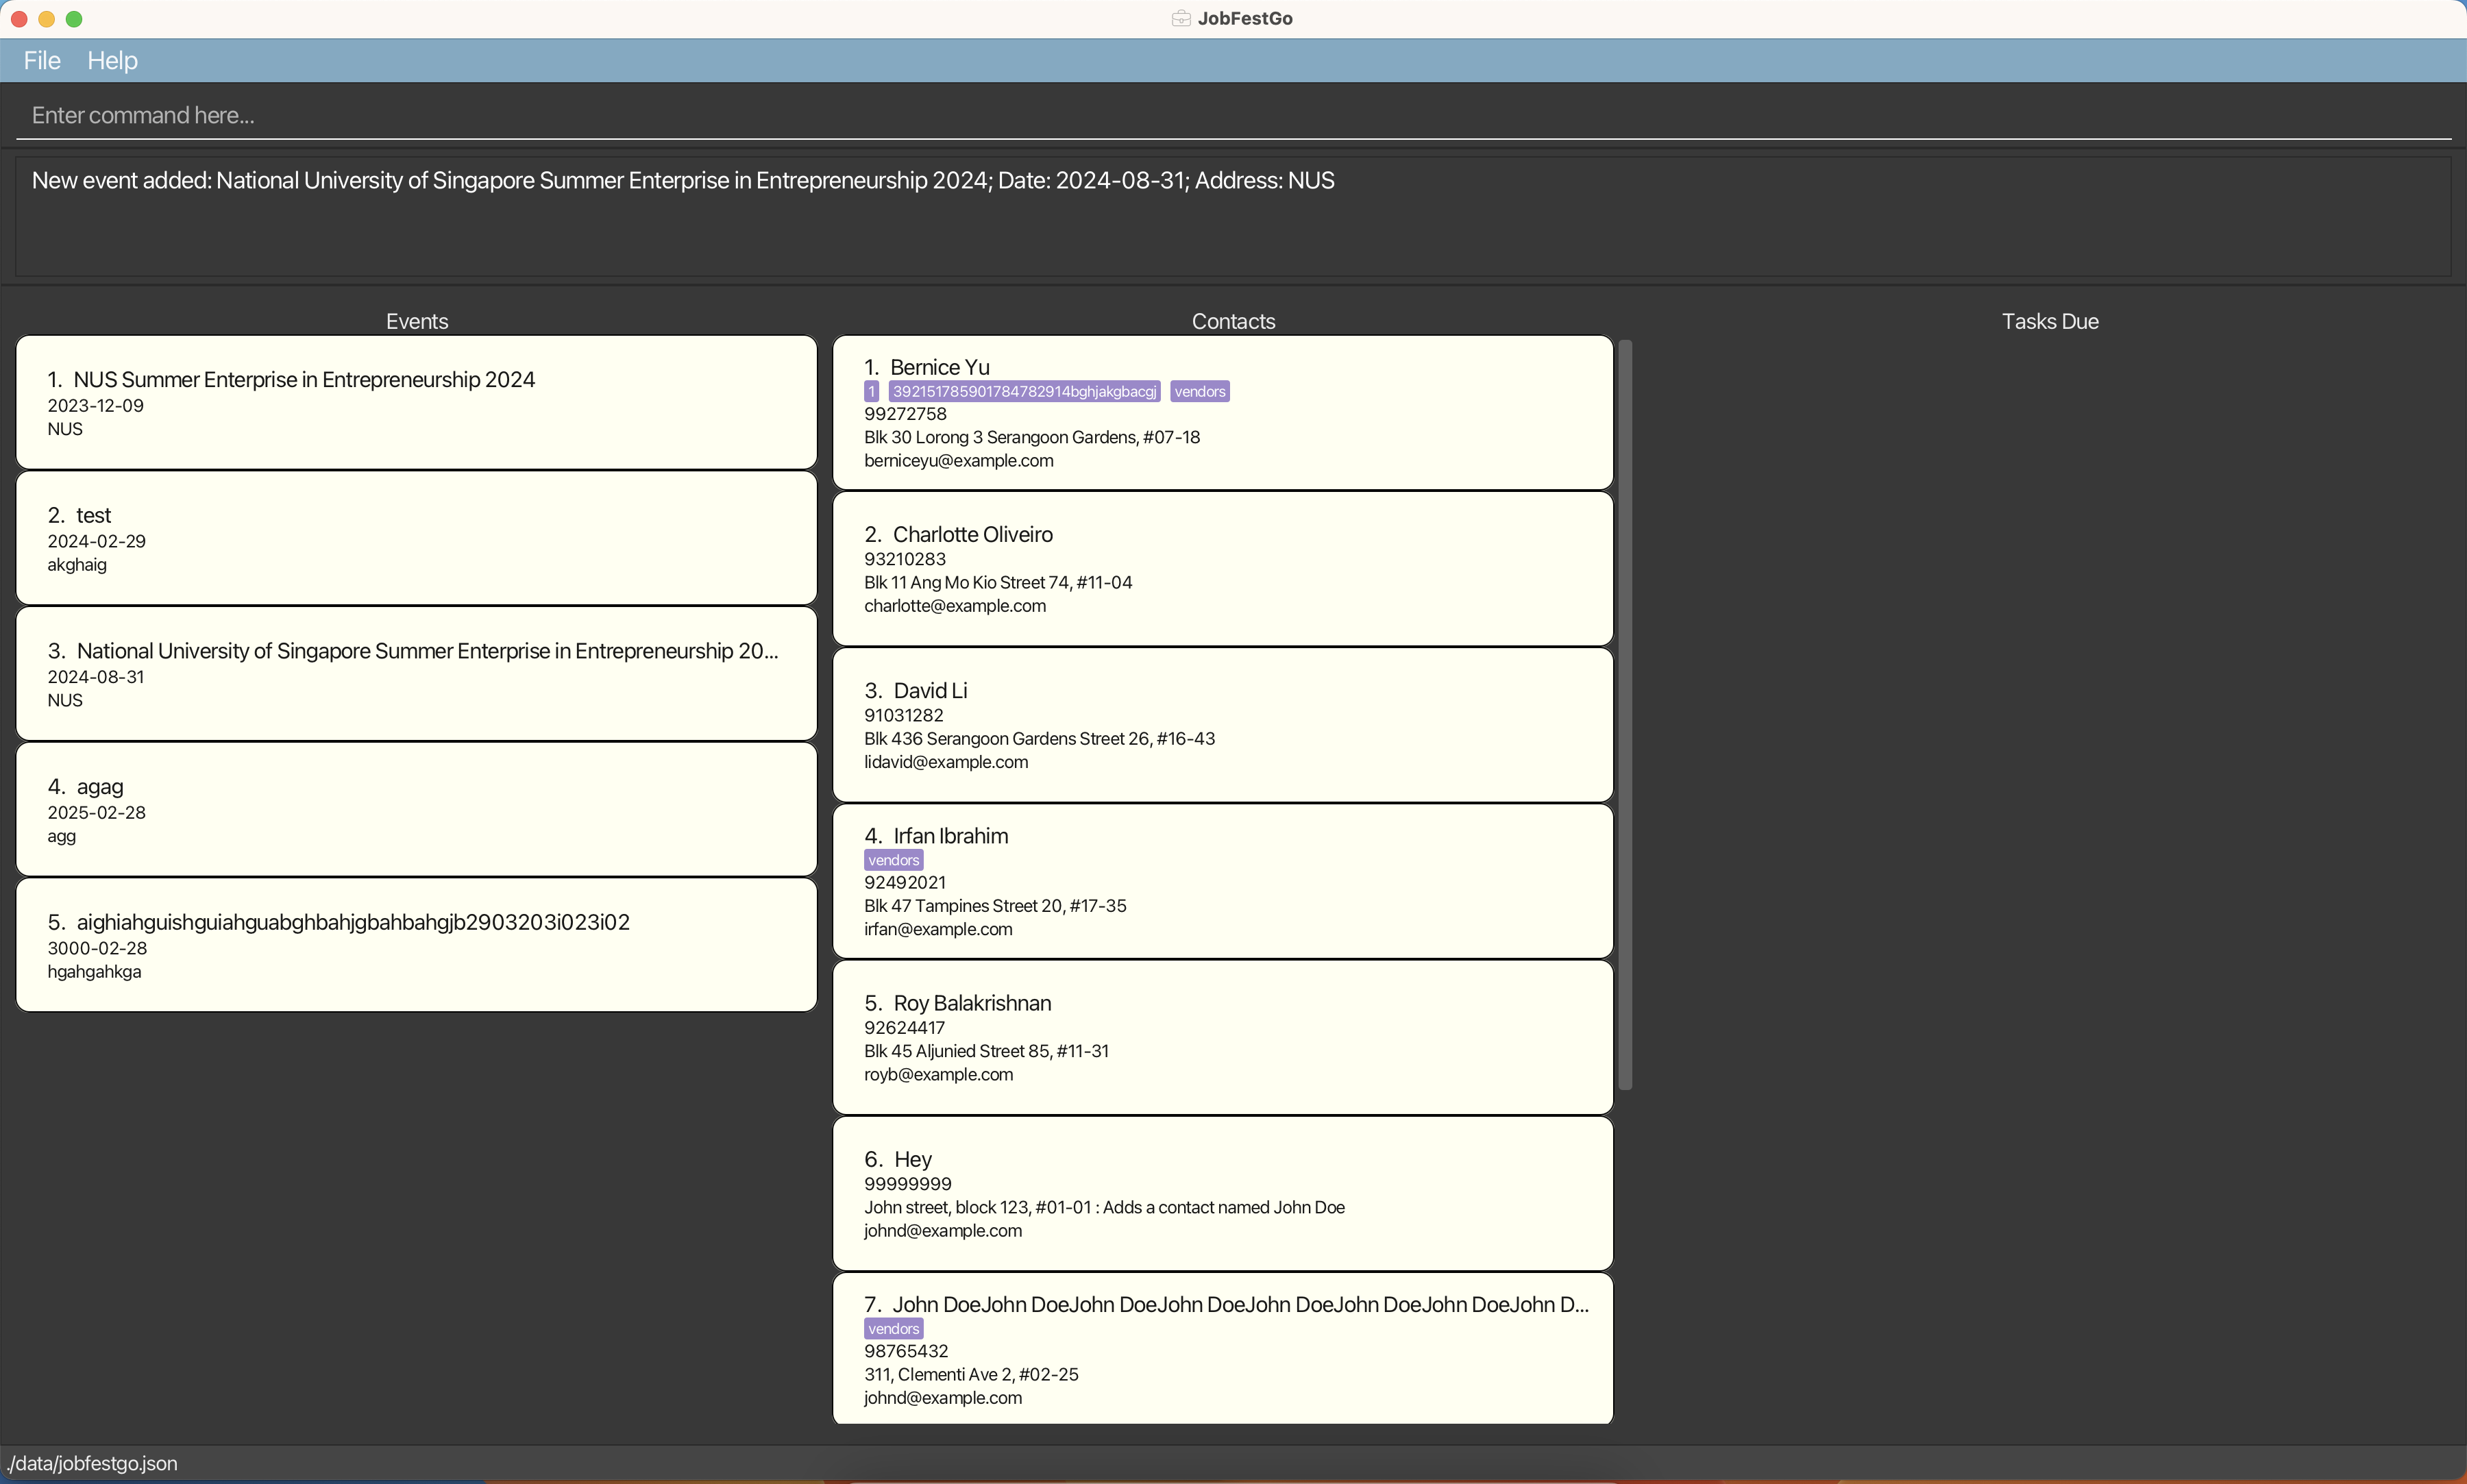 JobFestGo
File Help
Enter command here...
New event added: National University of Singapore Summer Enterprise in Entrepreneurship 2024; Date: 2024-08-31; Address: NUS
Events
1. NUS Summer Enterprise in Entrepreneurship 2024
2023-12-09
NUS
2. test
2024-02-29
akghaig
3. National University of Singapore Summer Enterprise in Entrepreneurship 20...
2024-08-31
NUS
4. agag
2025-02-28
agg
5. aighiahguishguiahguabghbahjgbahbahgjb2903203i023i02
3000-02-28
hgahgahkga
Contacts
1. Bernice Yu
1 392151785901784782914bghjakgbacgj vendors
99272758
Blk 30 Lorong 3 Serangoon Gardens, #07-18
berniceyu@example.com
2. Charlotte Oliveiro
93210283
Blk 11 Ang Mo Kio Street 74, #11-04
charlotte@example.com
3. David Li
91031282
Blk 436 Serangoon Gardens Street 26, #16-43
lidavid@example.com
4. Irfan Ibrahim
vendors
92492021
Blk 47 Tampines Street 20, #17-35
irfan@example.com
5. Roy Balakrishnan
92624417
Blk 45 Aljunied Street 85, #11-31
royb@example.com
6. Hey
99999999
John street, block 123, #01-01 : Adds a contact named John Doe
johnd@example.com
7. John DoeJohn DoeJohn DoeJohn DoeJohn DoeJohn DoeJohn DoeJohn D...
vendors
98765432
311, Clementi Ave 2, #02-25
johnd@example.com
Tasks Due
./data/jobfestgo.json